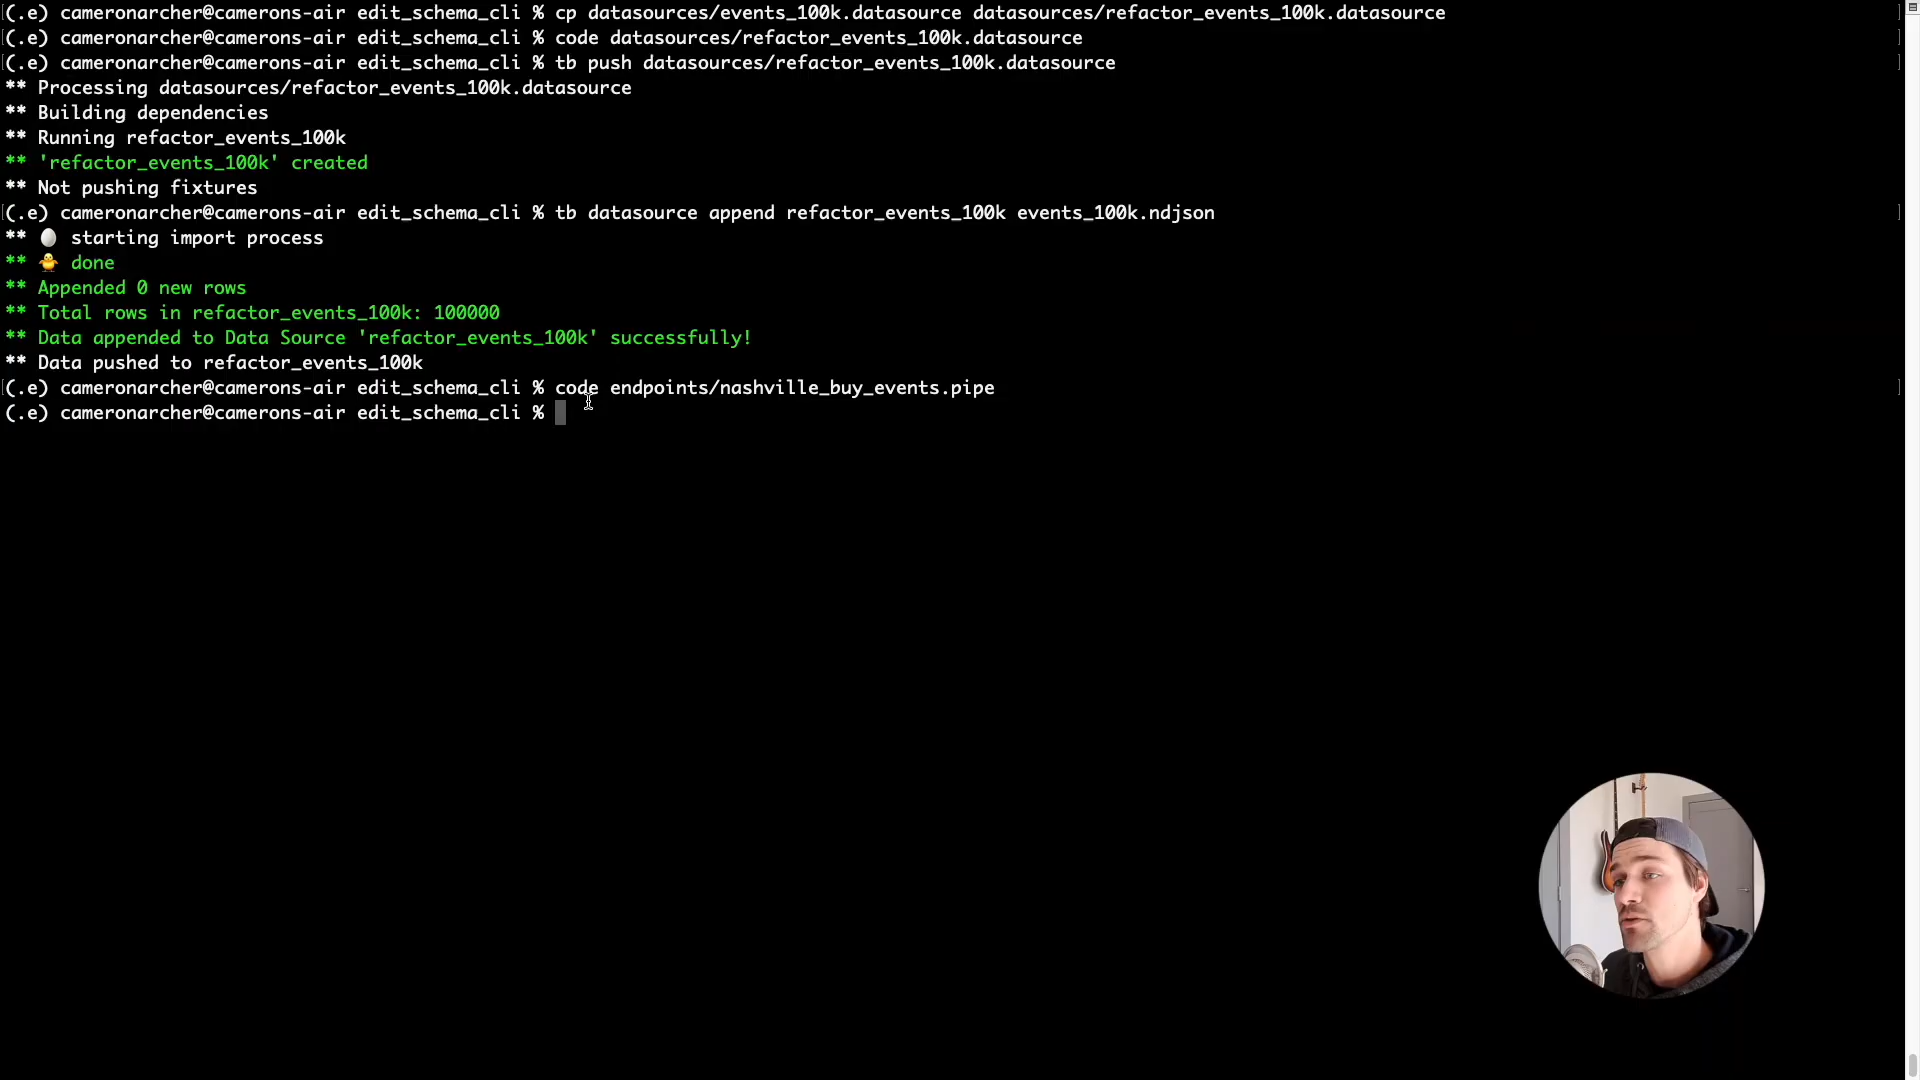 (.e) cameronarcher@camerons-air edit_schema_cli % cp datasources/events_100k.datasource datasources/refactor_events_100k.datasource
(.e) cameronarcher@camerons-air edit_schema_cli % code datasources/refactor_events_100k.datasource
(.e) cameronarcher@camerons-air edit_schema_cli % tb push datasources/refactor_events_100k.datasource
** Processing datasources/refactor_events_100k.datasource
** Building dependencies
** Running refactor_events_100k
** 'refactor_events_100k' created
** Not pushing fixtures
(.e) cameronarcher@camerons-air edit_schema_cli % tb datasource append refactor_events_100k events_100k.ndjson
** 🥚 starting import process
** 🐥 done
** Appended 0 new rows
** Total rows in refactor_events_100k: 100000
** Data appended to Data Source 'refactor_events_100k' successfully!
** Data pushed to refactor_events_100k
(.e) cameronarcher@camerons-air edit_schema_cli % code endpoints/nashville_buy_events.pipe
(.e) cameronarcher@camerons-air edit_schema_cli %